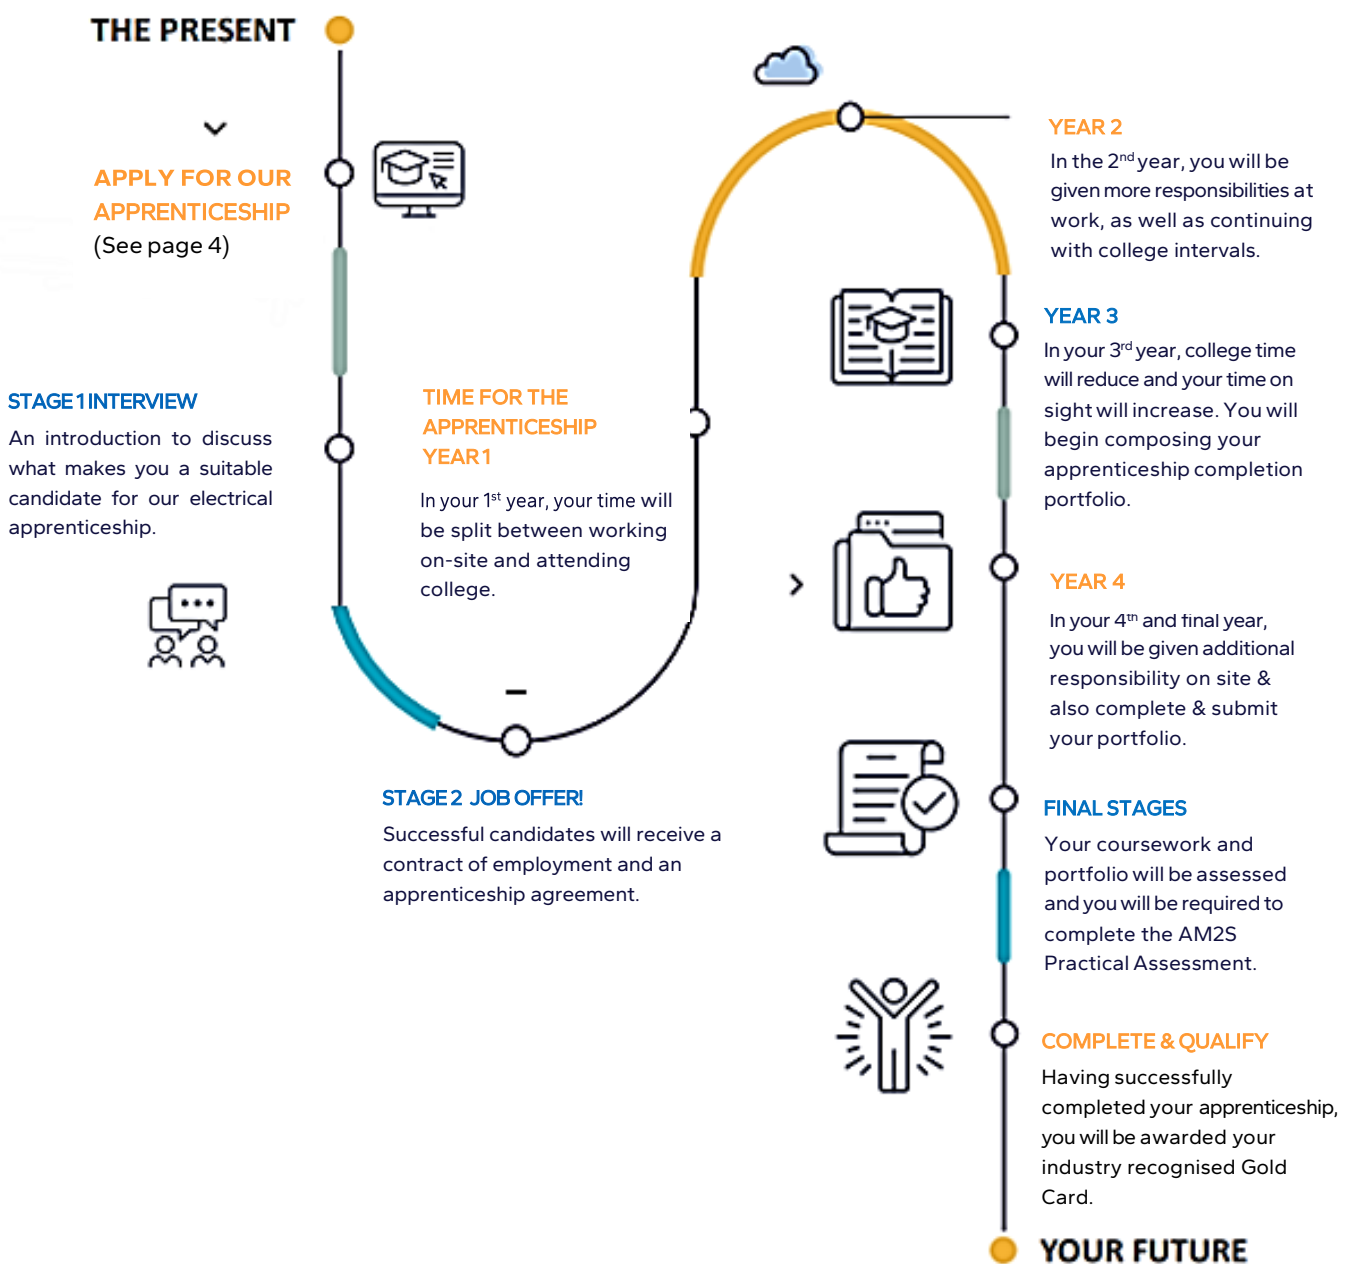 THE PRESENT
APPLY FOR OUR
APPRENTICESHIP
(See page 4)
STAGE 1 INTERVIEW
An introduction to discuss
what makes you a suitable
candidate for our electrical
apprenticeship.
STAGE 2 JOB OFFER!
Successful candidates will receive a
contract of employment and an
apprenticeship agreement.
TIME FOR THE
APPRENTICESHIP
YEAR 1
In your 1st year, your time will
be split between working
on-site and attending
college.
YEAR 2
In the 2nd year, you will be
given more responsibilities at
work, as well as continuing
with college intervals.
YEAR 3
In your 3rd year, college time
will reduce and your time on
sight will increase. You will
begin composing your
apprenticeship completion
portfolio.
YEAR 4
In your 4th and final year,
you will be given additional
responsibility on site &
also complete & submit
your portfolio.
FINAL STAGES
Your coursework and
portfolio will be assessed
and you will be required to
complete the AM2S
Practical Assessment.
COMPLETE & QUALIFY
Having successfully
completed your apprenticeship,
you will be awarded your
industry recognised Gold
Card.
YOUR FUTURE